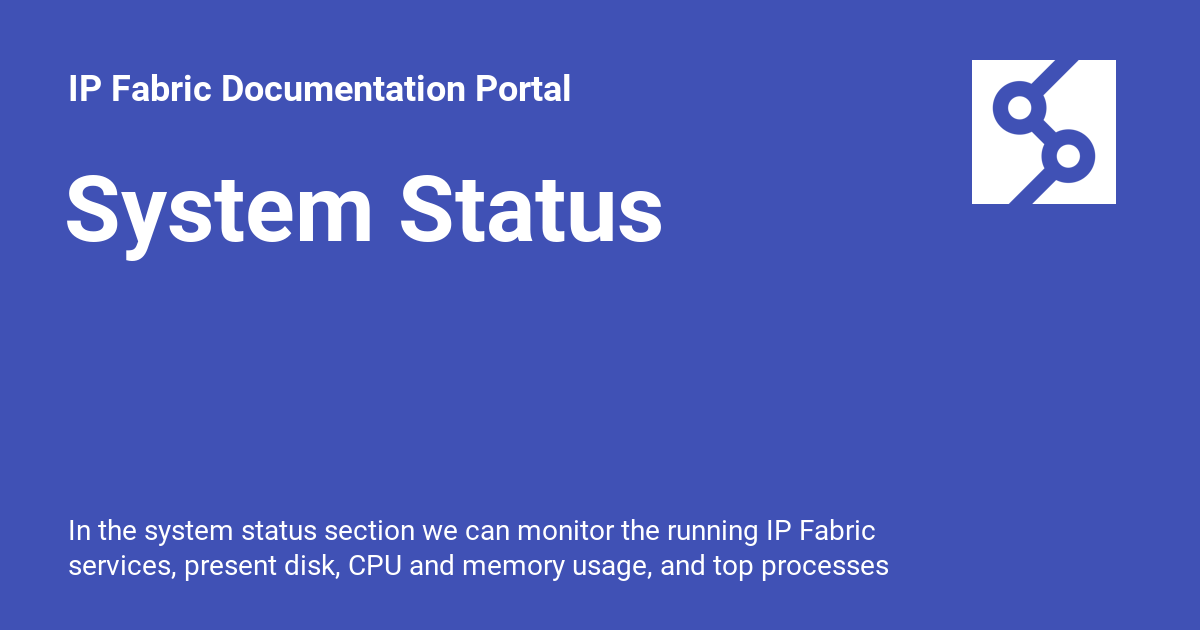 IP Fabric Documentation Portal
System Status
In the system status section we can monitor the running IP Fabric
services, present disk, CPU and memory usage, and top processes